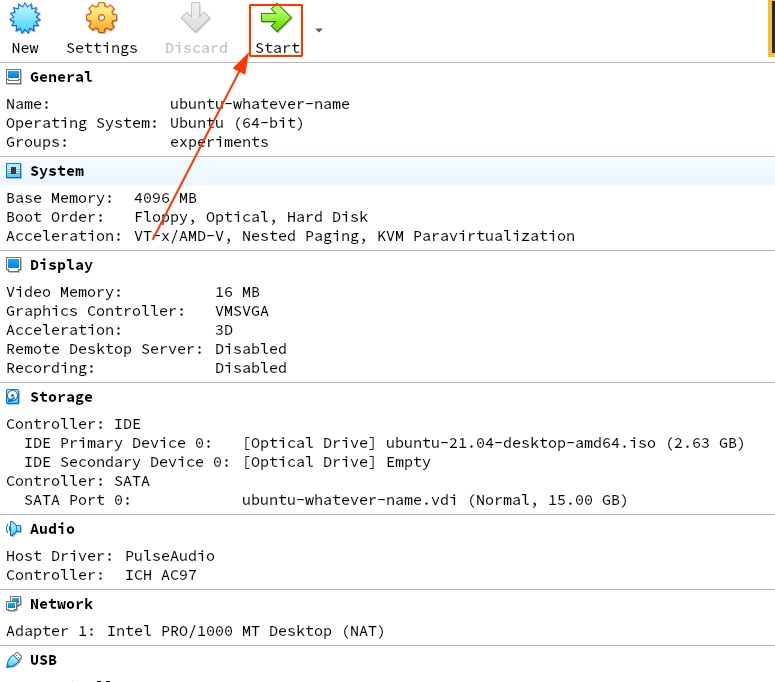 New Settings Discard Start
General
Name: ubuntu-whatever-name
Operating System: Ubuntu (64-bit)
Groups: experiments
System
Base Memory: 4096 MB
Boot Order: Floppy, Optical, Hard Disk
Acceleration: VT-x/AMD-V, Nested Paging, KVM Paravirtualization
Display
Video Memory: 16 MB
Graphics Controller: VMSVGA
Acceleration: 3D
Remote Desktop Server: Disabled
Recording: Disabled
Storage
Controller: IDE
IDE Primary Device 0: [Optical Drive] ubuntu-21.04-desktop-amd64.iso (2.63 GB)
IDE Secondary Device 0: [Optical Drive] Empty
Controller: SATA
SATA Port 0: ubuntu-whatever-name.vdi (Normal, 15.00 GB)
Audio
Host Driver: PulseAudio
Controller: ICH AC97
Network
Adapter 1: Intel PRO/1000 MT Desktop (NAT)
USB